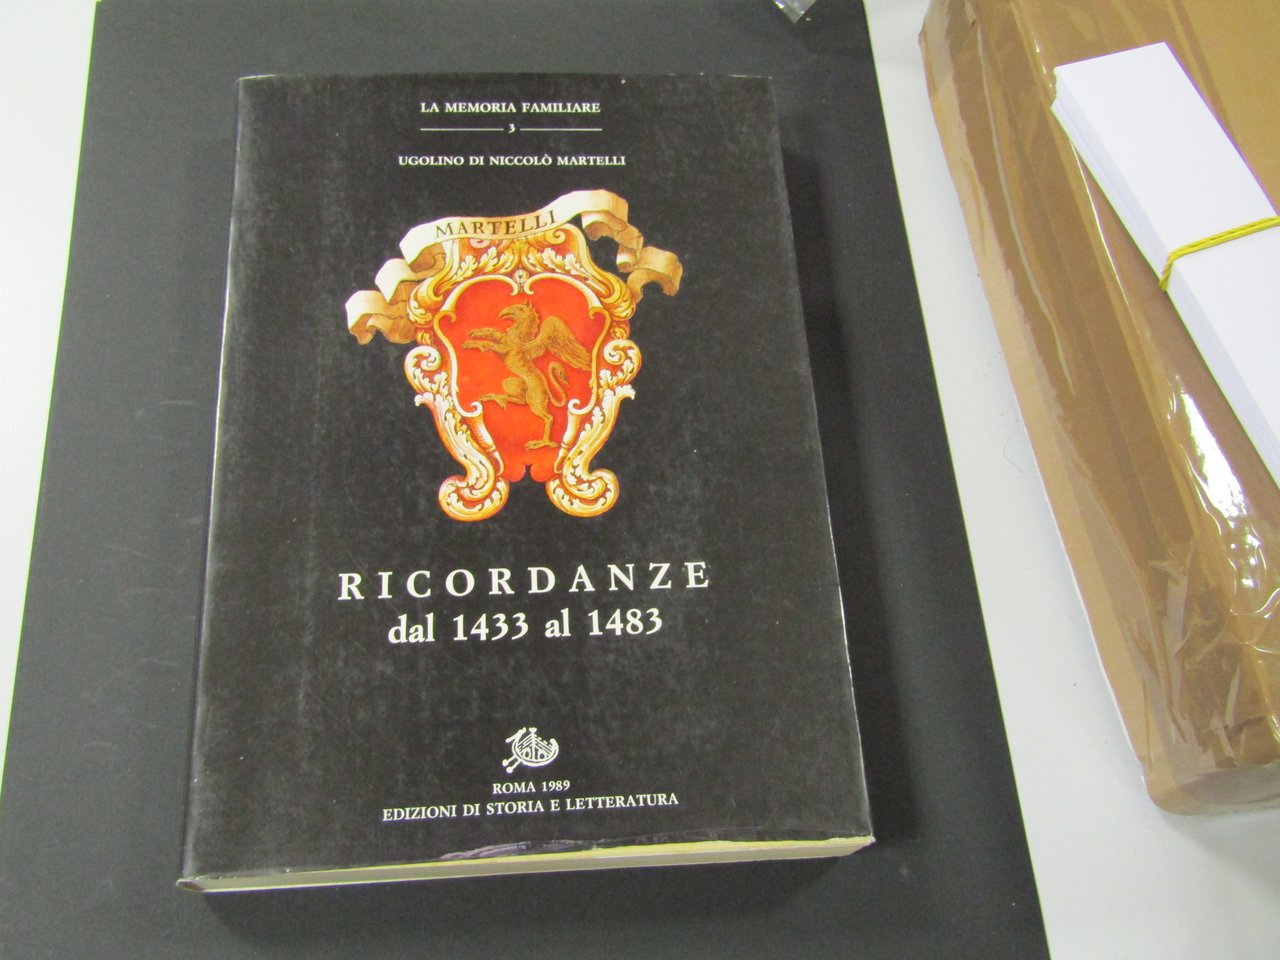 LA MEMORIA FAMILIARE
3
UGOLINO DI NICCOLÒ MARTELLI
MARTELLI
RICORDANZE
dal 1433 al 1483
ROMA 1989
EDIZIONI DI STORIA E LETTERATURA